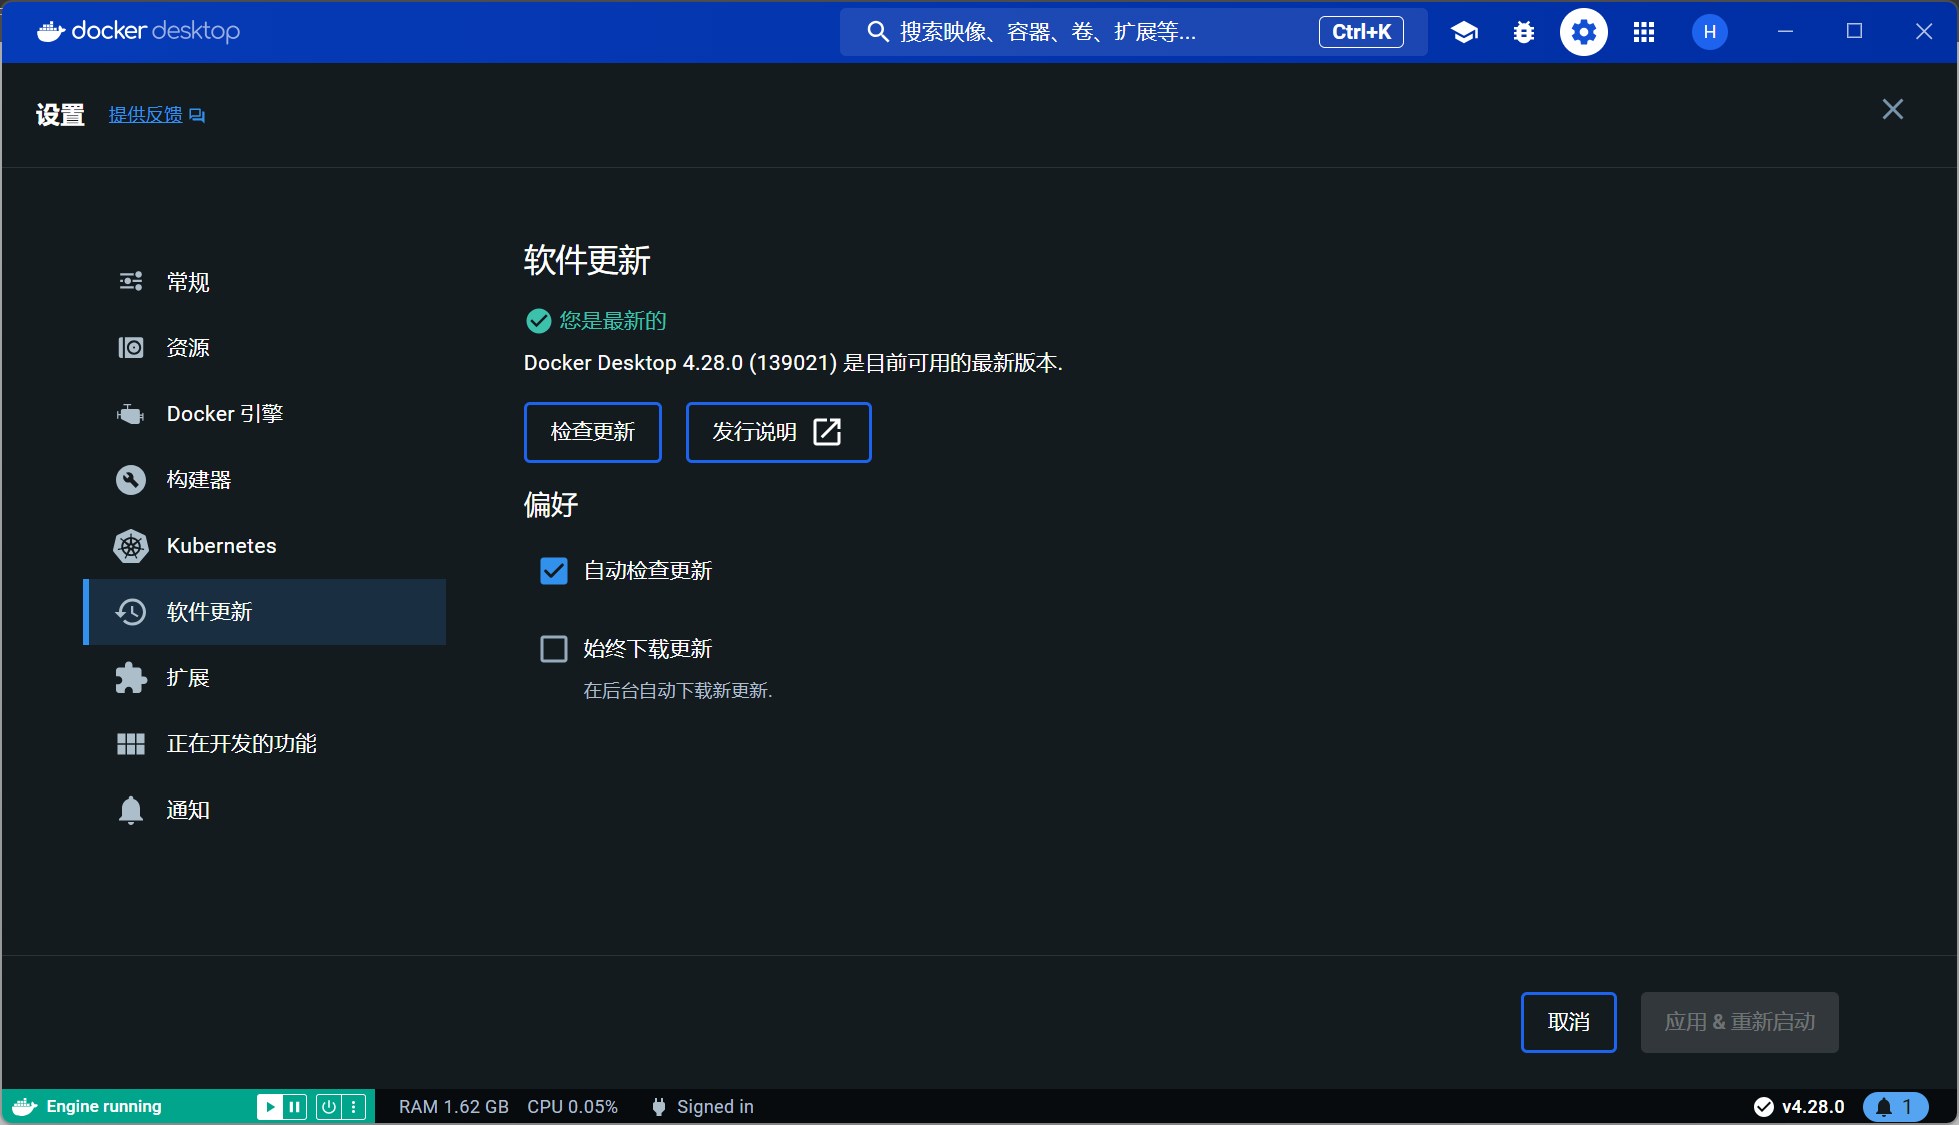 docker desktop
搜索映像、容器、卷、扩展等...
Ctrl+K
H
设置
提供反馈
常规
资源
Docker 引擎
构建器
Kubernetes
软件更新
扩展
正在开发的功能
通知
软件更新
您是最新的
Docker Desktop 4.28.0 (139021) 是目前可用的最新版本.
检查更新
发行说明
偏好
自动检查更新
始终下载更新
在后台自动下载新更新.
取消
应用 & 重新启动
Engine running
RAM 1.62 GB
CPU 0.05%
Signed in
v4.28.0
1